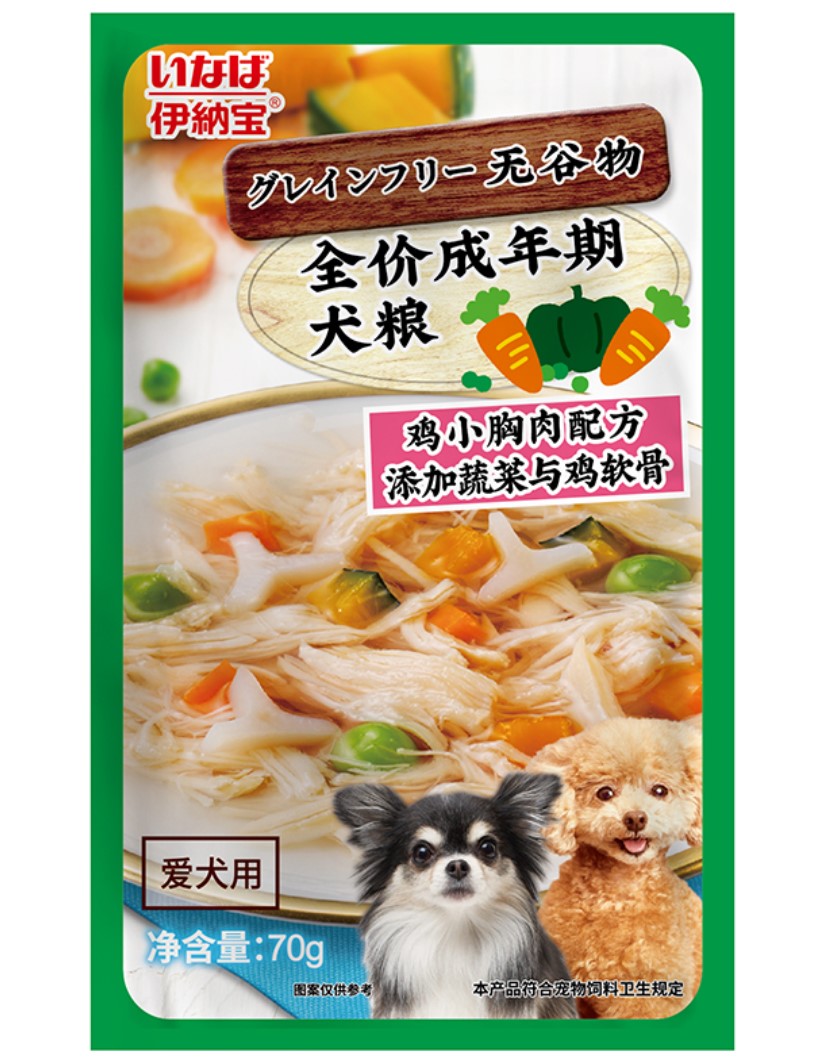 いなば
伊納宝®
グレインフリー 无谷物
全价成年期
犬粮
鸡小胸肉配方
添加蔬菜与鸡软骨
爱犬用
净含量:70g
图案仅供参考
本产品符合宠物饲料卫生规定